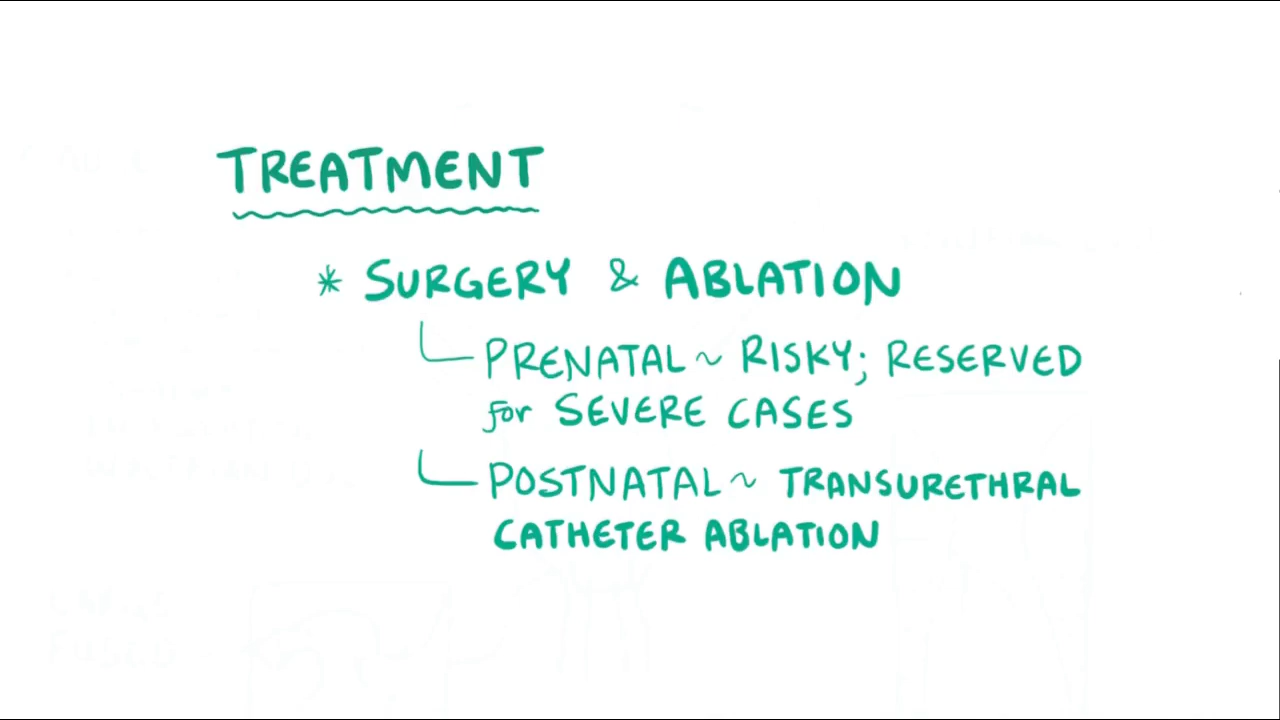 TREATMENT
* SURGERY & ABLATION
PRENATAL ~ RISKY; RESERVED
for SEVERE CASES
POSTNATAL ~ TRANSURETHRAL
CATHETER ABLATION